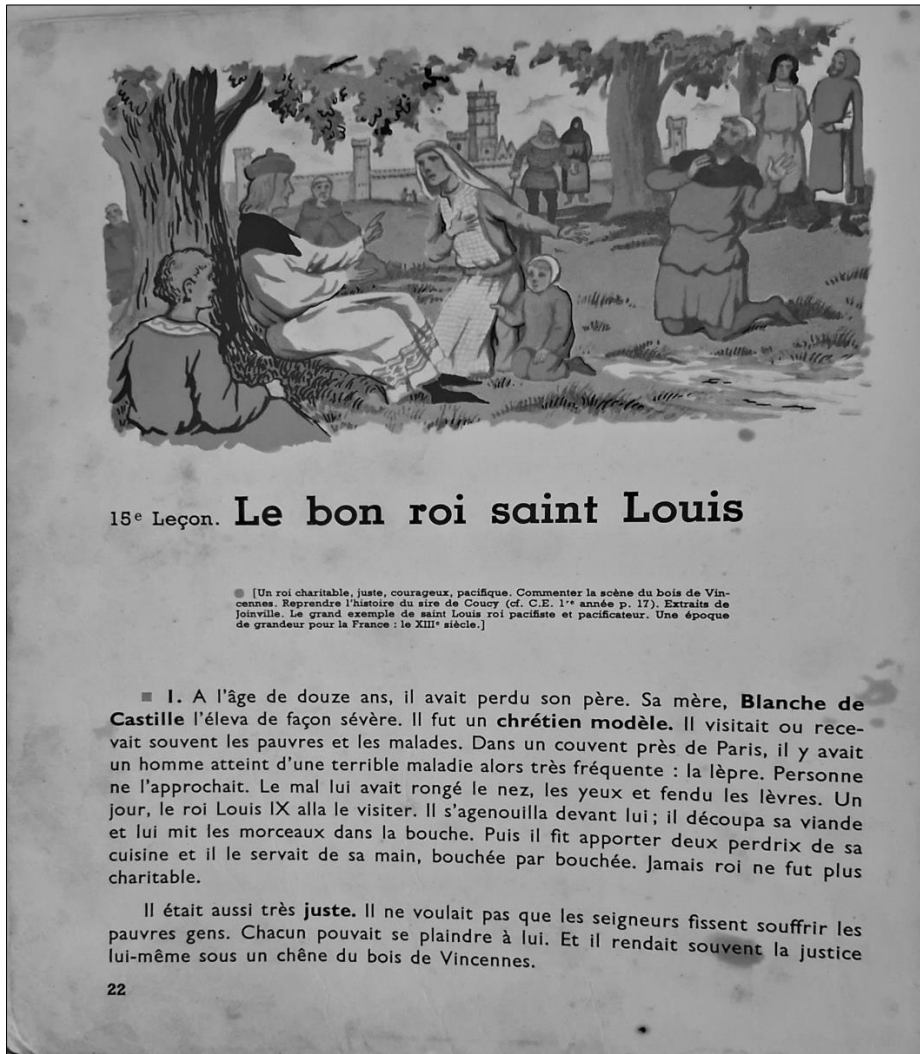 15e Leçon. Le bon roi saint Louis
[Un roi charitable, juste, courageux, pacifique. Commenter la scène du bois de Vin-
cennes. Reprendre l'histoire du sire de Coucy (cf. C.E. 1re année p. 17). Extraits de
Joinville. Le grand exemple de saint Louis roi pacifiste et pacificateur. Une époque
de grandeur pour la France : le XIIIe siècle.]
I. A l'âge de douze ans, il avait perdu son père. Sa mère, Blanche de
Castille l'éleva de façon sévère. Il fut un chrétien modèle. Il visitait ou rece-
vait souvent les pauvres et les malades. Dans un couvent près de Paris, il y avait
un homme atteint d'une terrible maladie alors très fréquente : la lèpre. Personne
ne l'approchait. Le mal lui avait rongé le nez, les yeux et fendu les lèvres. Un
jour, le roi Louis IX alla le visiter. Il s'agenouilla devant lui ; il découpa sa viande
et lui mit les morceaux dans la bouche. Puis il fit apporter deux perdrix de sa
cuisine et il le servait de sa main, bouchée par bouchée. Jamais roi ne fut plus
charitable.
Il était aussi très juste. Il ne voulait pas que les seigneurs fissent souffrir les
pauvres gens. Chacun pouvait se plaindre à lui. Et il rendait souvent la justice
lui-même sous un chêne du bois de Vincennes.
22